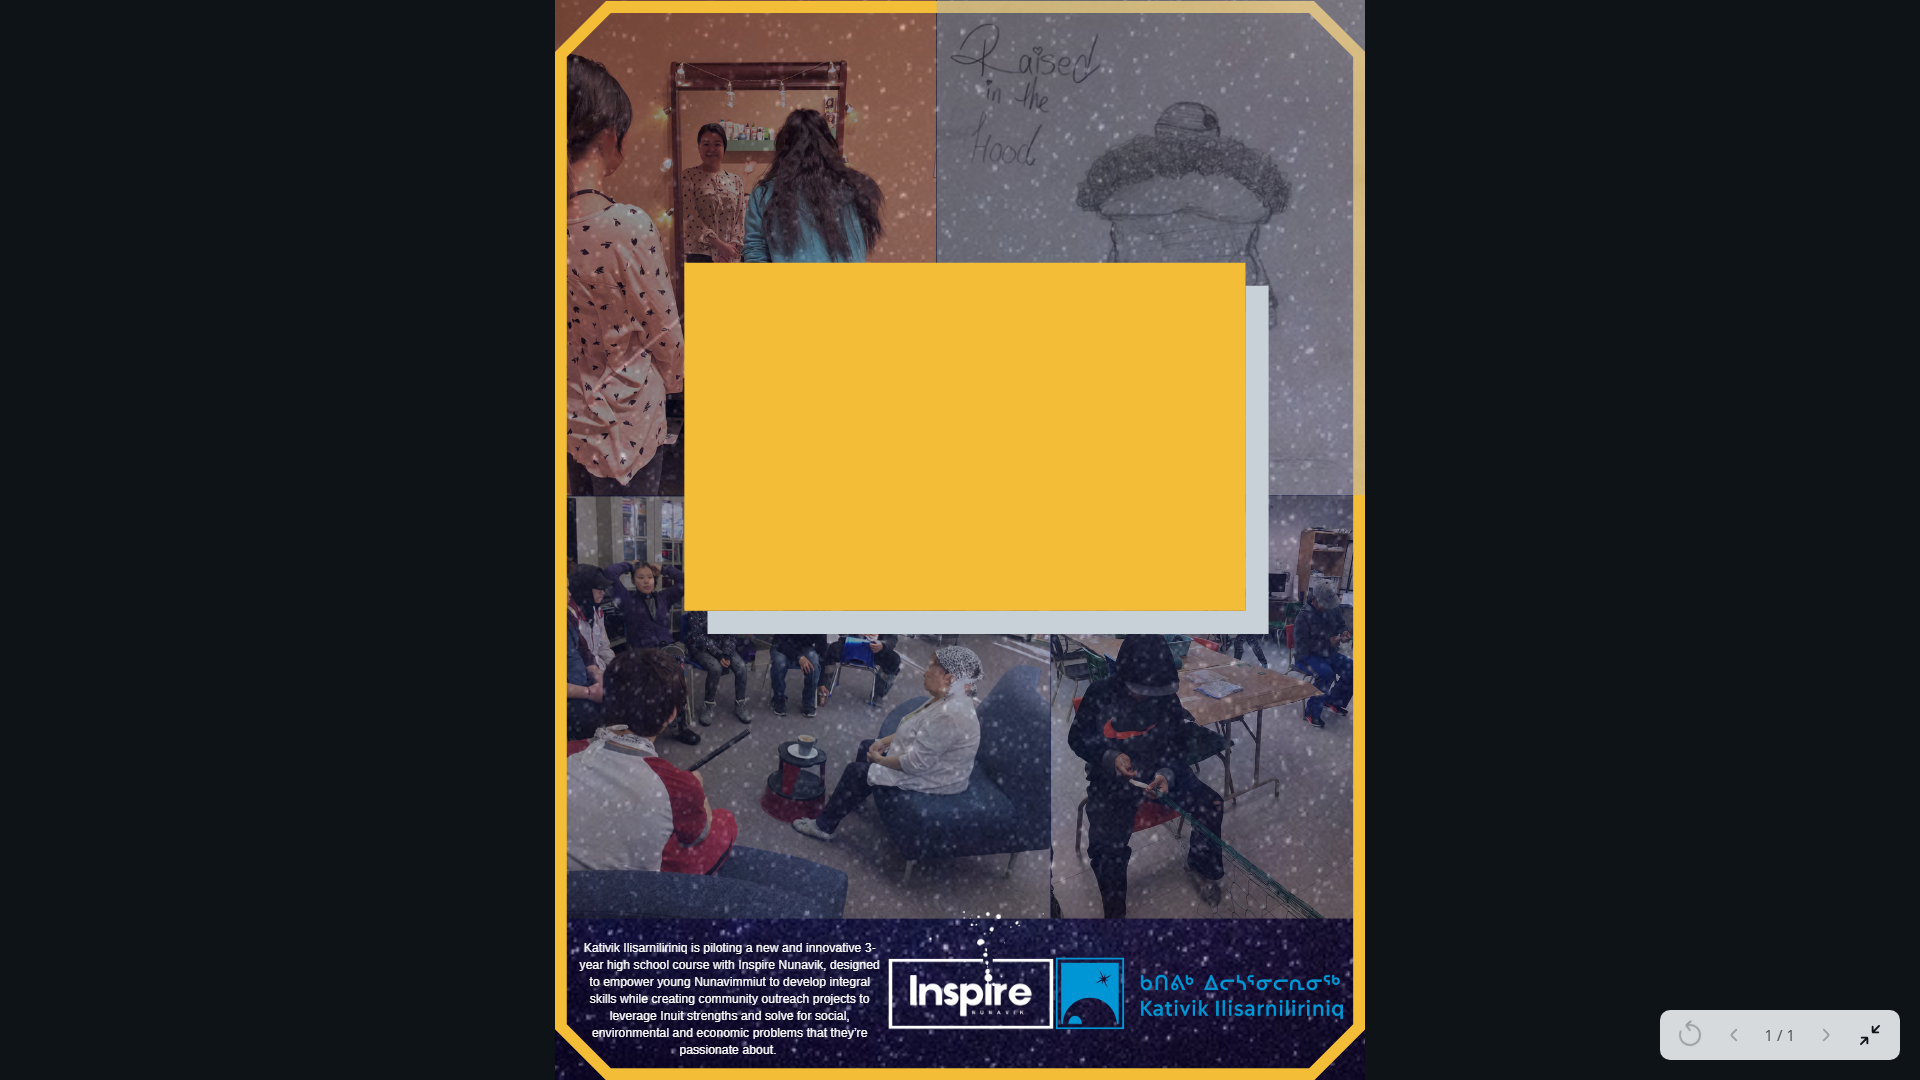 Raised
in the
Hood
Kativik Ilisarniliriniq is piloting a new and innovative 3-
year high school course with Inspire Nunavik, designed
to empower young Nunavimmiut to develop integral
skills while creating community outreach projects to
leverage Inuit strengths and solve for social,
environmental and economic problems that they're
passionate about.
Inspire
NUNAVIK
ᑲᑎᕕᒃ ᐃᓕᓴᕐᓂᓕᕆᓂᖅ
Kativik Ilisarniliriniq
1 / 1